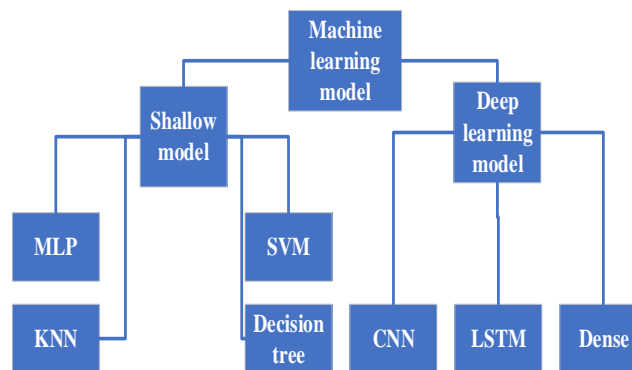 Machine
learning
model
Shallow
model
Deep
learning
model
MLP
SVM
KNN
Decision
tree
CNN
LSTM
Dense